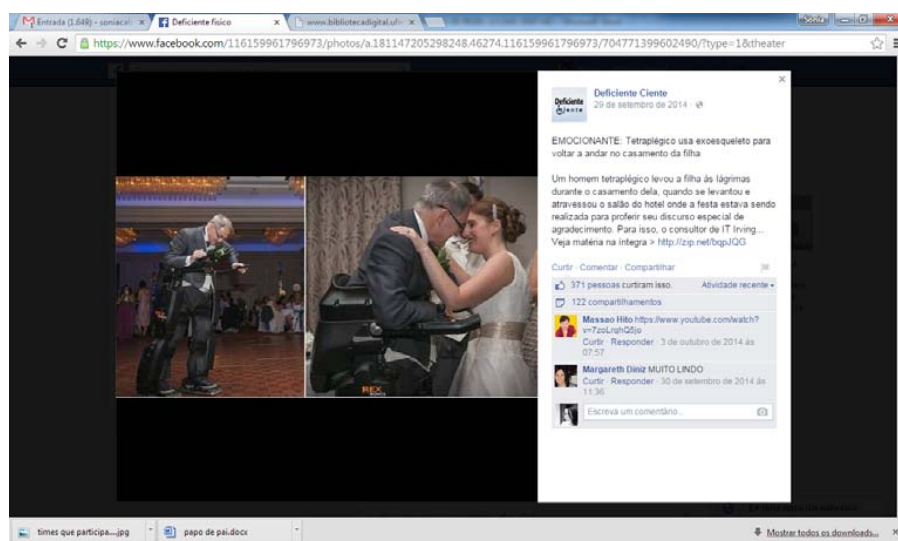 Entrada (1.649) - soniacal
Deficiente fisico
www.bibliotecadigital.ufm
Sonia
https://www.facebook.com/116159961796973/photos/a.181147205298248.46274.116159961796973/704771399602490/?type=1&theater
Deficiente
Ciente
Deficiente Ciente
29 de setembro de 2014
EMOCIONANTE: Tetraplégico usa exoesqueleto para
voltar a andar no casamento da filha
Um homem tetraplégico levou a filha às lágrimas
durante o casamento dela, quando se levantou e
atravessou o salão do hotel onde a festa estava sendo
realizada para proferir seu discurso especial de
agradecimento. Para isso, o consultor de IT Irving...
Veja matéria na íntegra > http://zip.net/bqpJQG
Curtir · Comentar · Compartilhar
371 pessoas curtiram isso.
Atividade recente
122 compartilhamentos
Massao Hito https://www.youtube.com/watch?
v=7zoLrqhQ5jo
Curtir · Responder · 3 de outubro de 2014 às
07:57
Margareth Diniz MUITO LINDO
Curtir · Responder · 30 de setembro de 2014 às
11:36
Escreva um comentário...
REX
times que participa....jpg
papo de pai.docx
Mostrar todos os downloads...